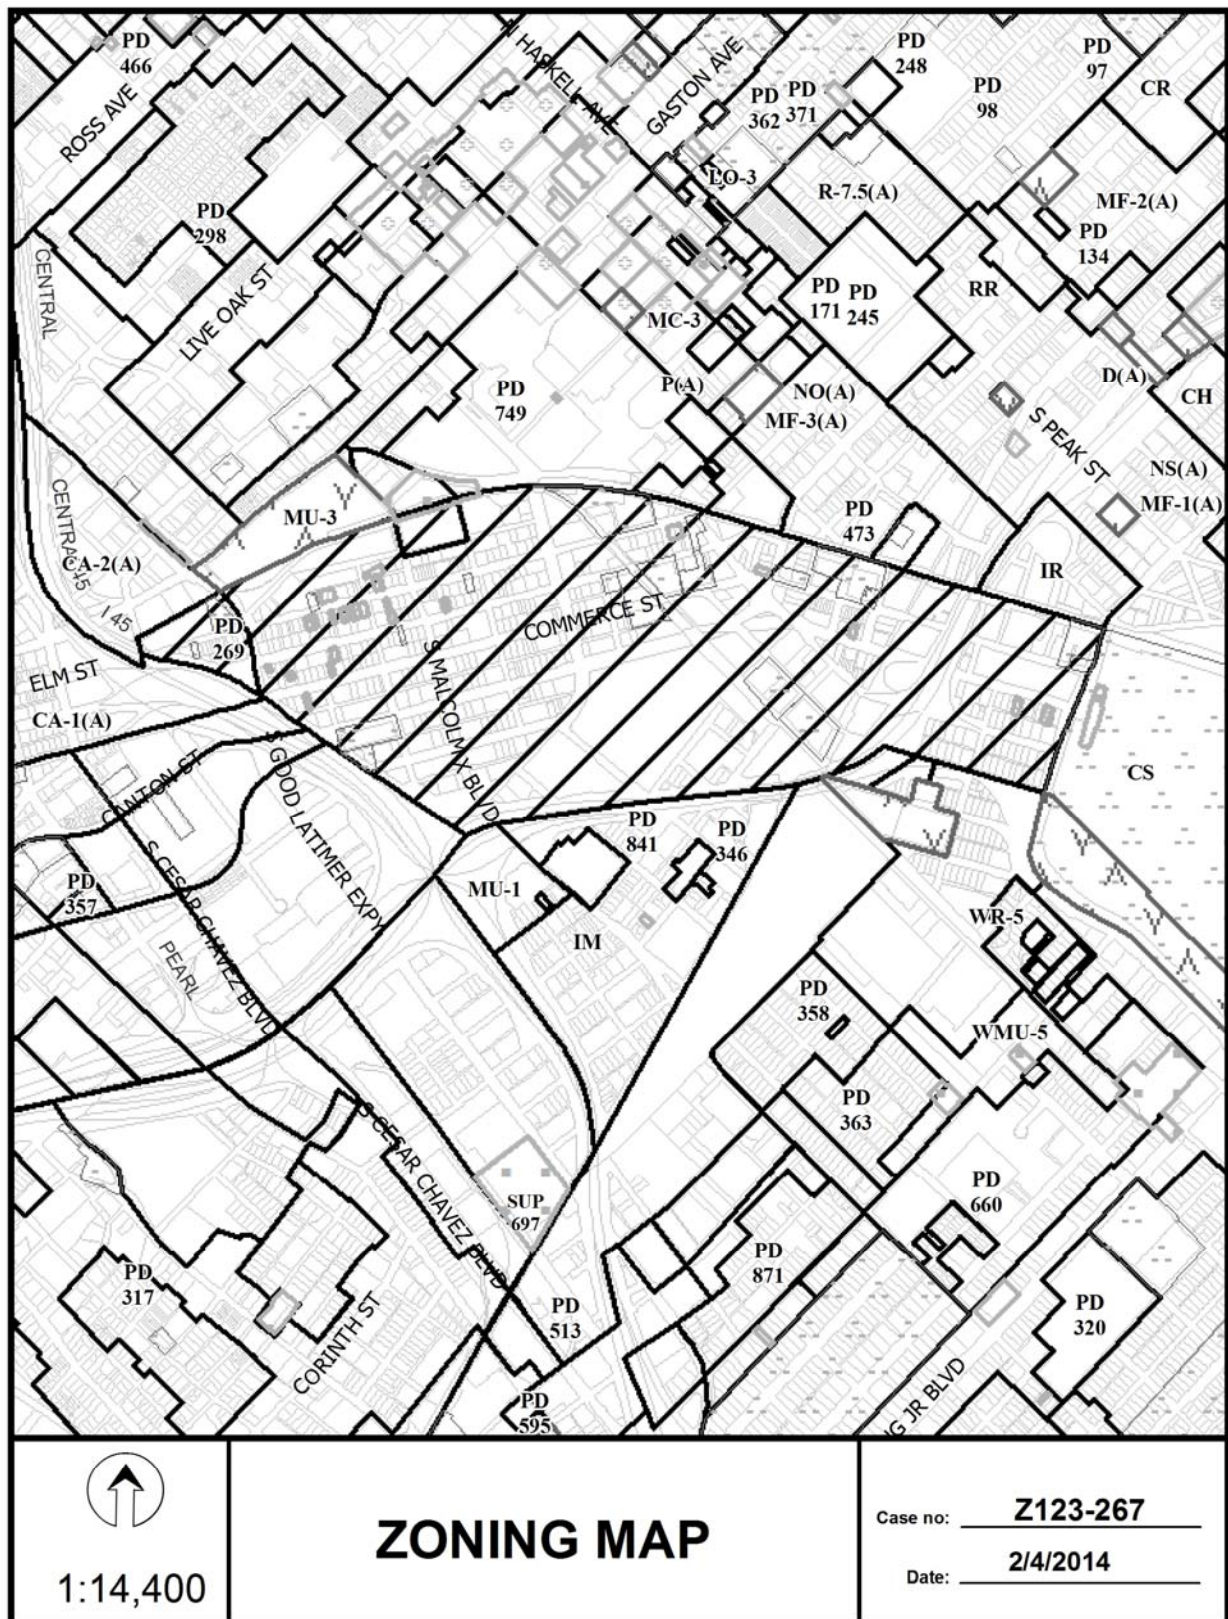 PD
466
ROSS AVE
N HASKELL AVE
GASTON AVE
PD
248
PD
97
PD
98
CR
PD
362
PD
371
LO-3
R-7.5(A)
MF-2(A)
PD
298
PD
134
CENTRAL
LIVE OAK ST
RR
PD
171
PD
245
MC-3
PD
749
P(A)
NO(A)
MF-3(A)
D(A)
CH
S PEAK ST
NS(A)
MF-1(A)
CENTRAL
45
MU-3
PD
473
CA-2(A)
IR
I 45
COMMERCE ST
PD
269
ELM ST
S MALCOLM X BLVD
CA-1(A)
CS
CANTON ST
S GOOD LATIMER EXPY
PD
841
PD
346
S CESAR CHAVEZ BLVD
PD
357
MU-1
WR-5
IM
PEARL
PD
358
WMU-5
PD
363
S CESAR CHAVEZ BLVD
SUP
697
PD
660
PD
317
PD
871
PD
513
PD
320
CORINTH ST
PD
595
JR BLVD
1:14,400
ZONING MAP
Case no: Z123-267
Date: 2/4/2014